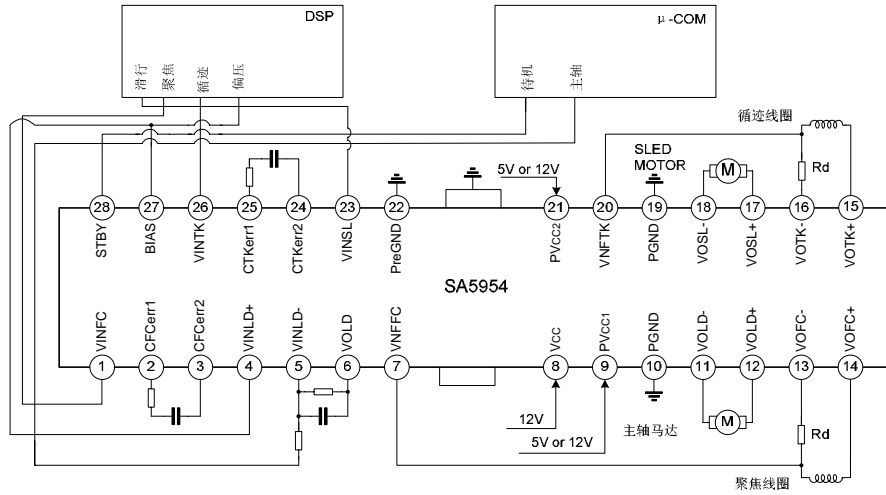 DSP
μ-COM
滑行
聚焦
循迹
偏压
待机
主轴
循迹线圈
5V or 12V
SLED
MOTOR
M
Rd
28
27
26
25
24
23
22
21
20
19
18
17
16
15
STBY
BIAS
VINTK
CTKerr1
CTKerr2
VINSL
PreGND
PVCC2
VNFTK
PGND
VOSL-
VOSL+
VOTK-
VOTK+
SA5954
VINFC
CFCerr1
CFCerr2
VINLD+
VINLD-
VOLD
VNFFC
VCC
PVCC1
PGND
VOLD-
VOLD+
VOFC-
VOFC+
1
2
3
4
5
6
7
8
9
10
11
12
13
14
12V
5V or 12V
主轴马达
M
Rd
聚焦线圈